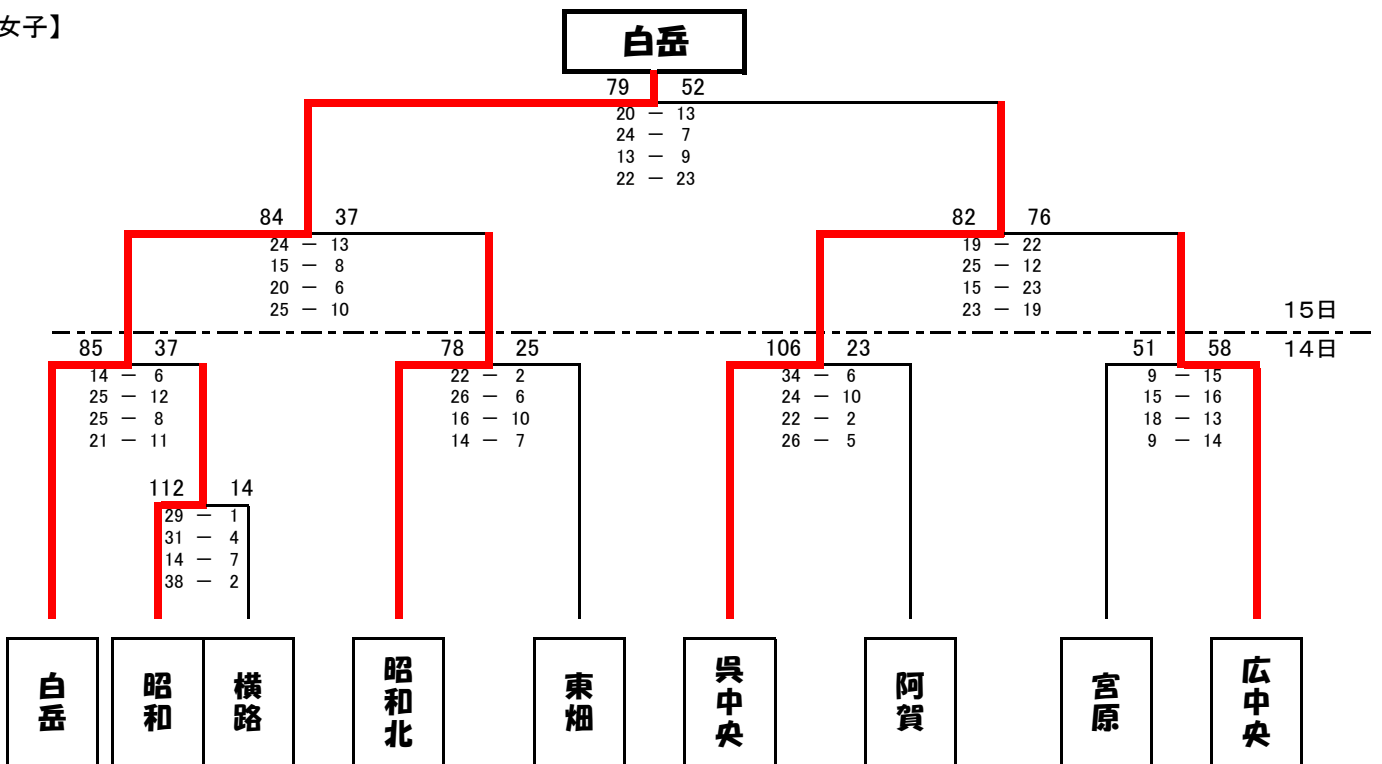 女子】
白岳
79 52
20 － 13
24 － 7
13 － 9
22 － 23
84 37
24 － 13
15 － 8
20 － 6
25 － 10
82 76
19 － 22
25 － 12
15 － 23
23 － 19
15日
14日
85 37
14 － 6
25 － 12
25 － 8
21 － 11
78 25
22 － 2
26 － 6
16 － 10
14 － 7
106 23
34 － 6
24 － 10
22 － 2
26 － 5
51 58
9 － 15
15 － 16
18 － 13
9 － 14
112 14
29 － 1
31 － 4
14 － 7
38 － 2
白岳
昭和
横路
昭和北
東畑
呉中央
阿賀
宮原
広中央